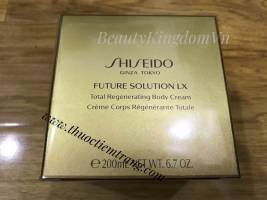 BeautyKingdomVn
SHISEIDO
GINZA TOKYO
FUTURE SOLUTION LX
Total Regenerating Body Cream
Crème Corps Régénérante Totale
www.thuoctientrang.com
℮ 200mL NET WT. 6.7 OZ.